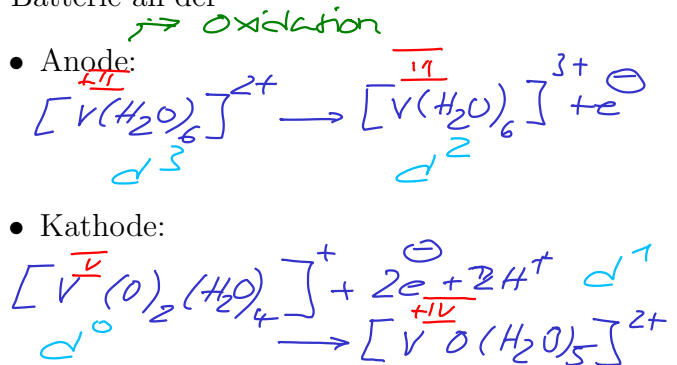 Batterie an der
→ Oxidation
• Anode:
[V^{+II}(H₂O)₆]²⁺ → [V^{III}(H₂O)₆]³⁺ + e⊖
d³ d²
• Kathode:
[V^{V}(O)₂(H₂O)₄]⁺ + 2e⊖ + 2H⁺ d¹
d⁰ → [V^{+IV}O(H₂O)₅]²⁺